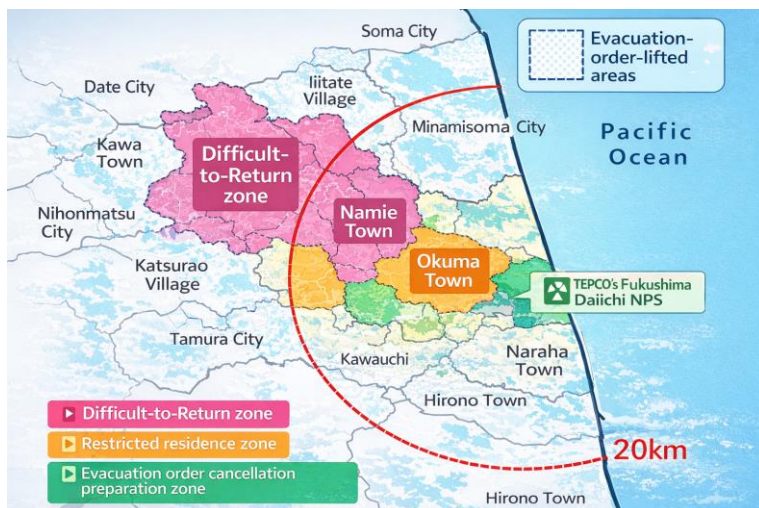 Soma City
Evacuation-
order-lifted
areas
Date City
Iiitate
Village
Minamisoma City
Pacific
Ocean
Kawa
Town
Difficult-
to-Return
zone
Namie
Town
Nihonmatsu
City
Okuma
Town
Katsurao
Village
TEPCO's Fukushima
Daiichi NPS
Tamura City
Kawauchi
Naraha
Town
Hirono Town
Difficult-to-Return zone
Restricted residence zone
Evacuation order cancellation
preparation zone
20km
Hirono Town